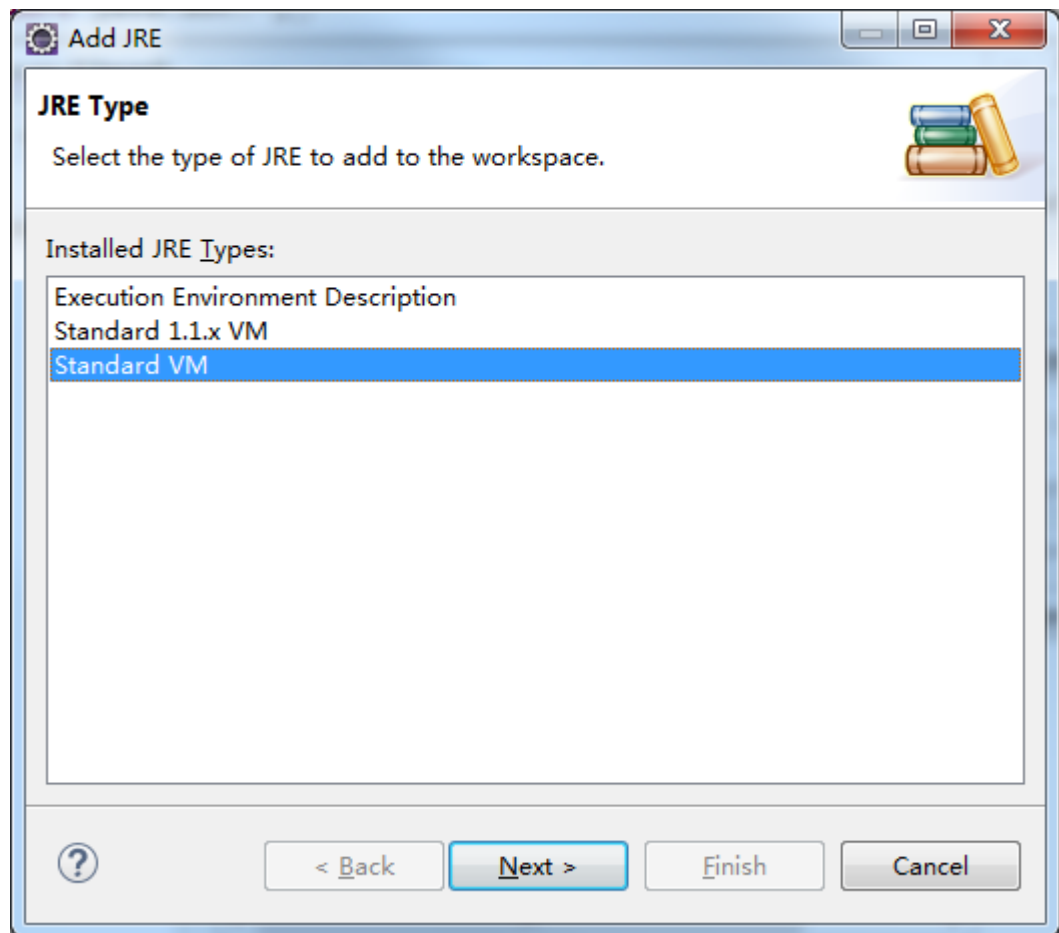 Add JRE
JRE Type
Select the type of JRE to add to the workspace.
Installed JRE Types:
Execution Environment Description
Standard 1.1.x VM
Standard VM
< Back
Next >
Finish
Cancel